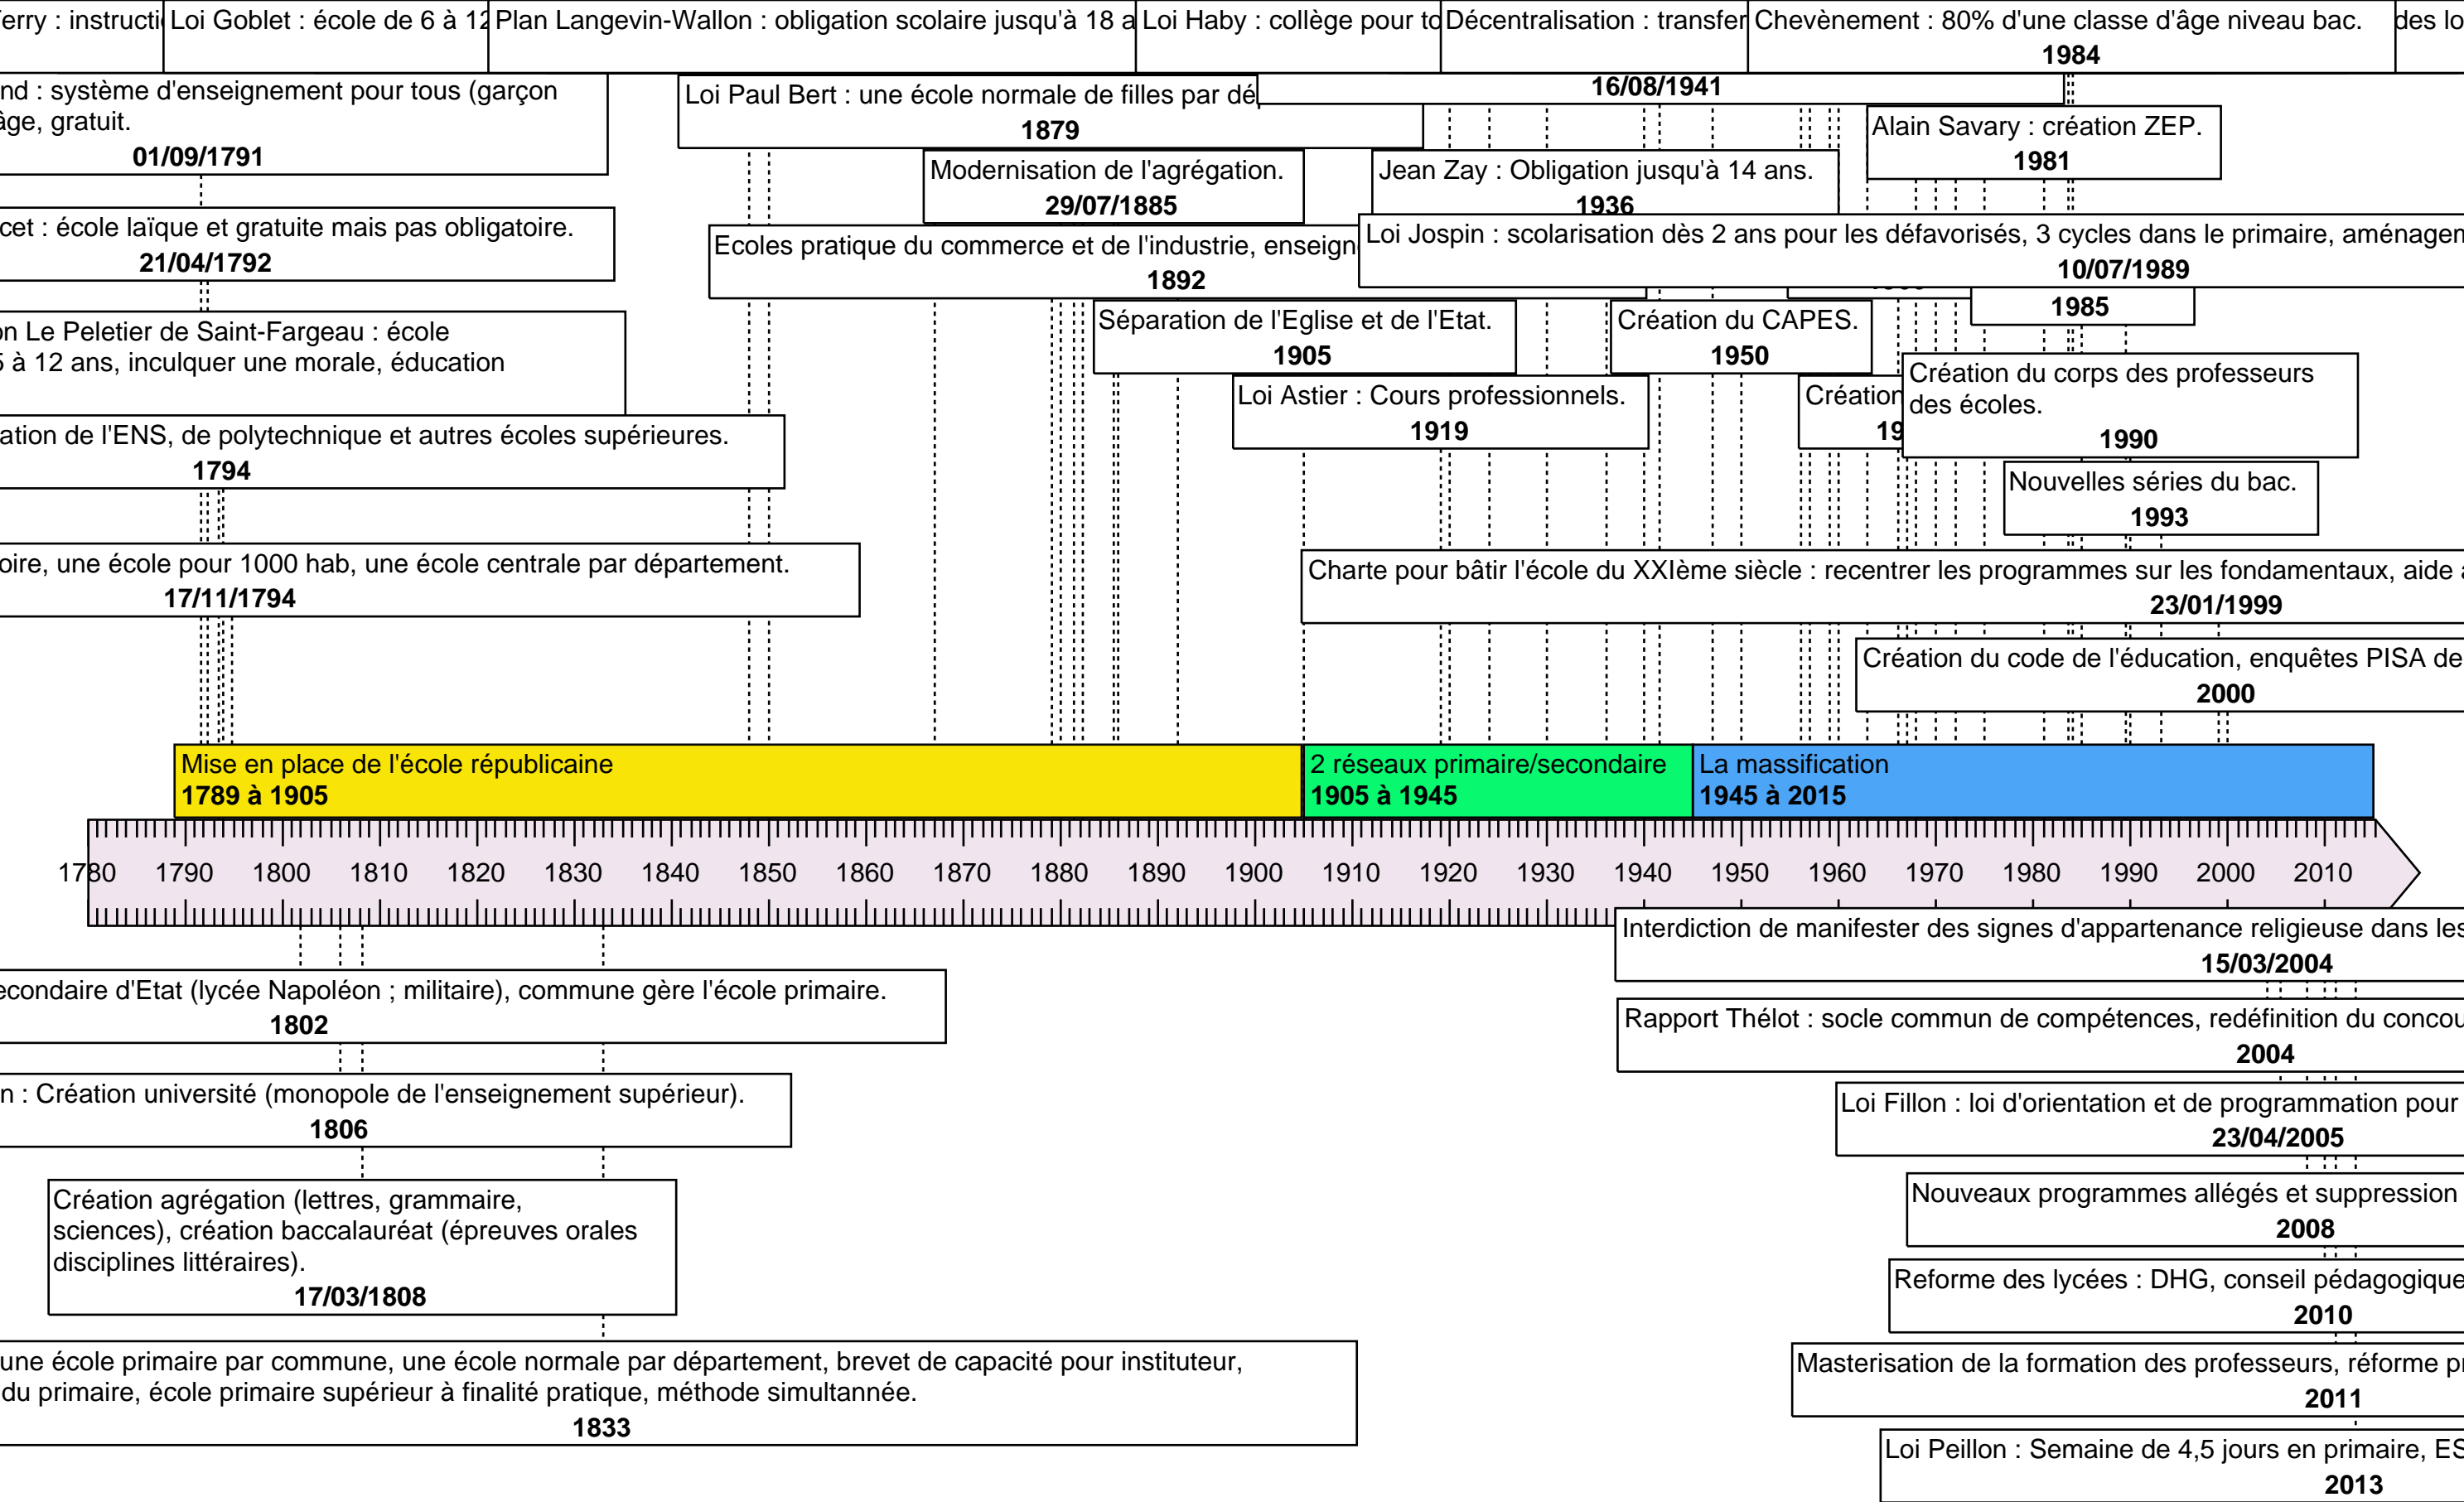 erry : instructi
Loi Goblet : école de 6 à 12
Plan Langevin-Wallon : obligation scolaire jusqu'à 18 a
Loi Haby : collège pour to
Décentralisation : transfer
Chevènement : 80% d'une classe d'âge niveau bac.
1984
des lo
nd : système d'enseignement pour tous (garçon
âge, gratuit.
01/09/1791
Loi Paul Bert : une école normale de filles par dé
1879
16/08/1941
Alain Savary : création ZEP.
1981
Modernisation de l'agrégation.
29/07/1885
Jean Zay : Obligation jusqu'à 14 ans.
1936
cet : école laïque et gratuite mais pas obligatoire.
21/04/1792
Ecoles pratique du commerce et de l'industrie, enseign
1892
Loi Jospin : scolarisation dès 2 ans pour les défavorisés, 3 cycles dans le primaire, aménagem
10/07/1989
1985
on Le Peletier de Saint-Fargeau : école
5 à 12 ans, inculquer une morale, éducation
Séparation de l'Eglise et de l'Etat.
1905
Création du CAPES.
1950
Loi Astier : Cours professionnels.
1919
Création
19
Création du corps des professeurs
des écoles.
1990
ation de l'ENS, de polytechnique et autres écoles supérieures.
1794
Nouvelles séries du bac.
1993
oire, une école pour 1000 hab, une école centrale par département.
17/11/1794
Charte pour bâtir l'école du XXIème siècle : recentrer les programmes sur les fondamentaux, aide a
23/01/1999
Création du code de l'éducation, enquêtes PISA de
2000
Mise en place de l'école républicaine
1789 à 1905
2 réseaux primaire/secondaire
1905 à 1945
La massification
1945 à 2015
1780 1790 1800 1810 1820 1830 1840 1850 1860 1870 1880 1890 1900 1910 1920 1930 1940 1950 1960 1970 1980 1990 2000 2010
Interdiction de manifester des signes d'appartenance religieuse dans les
15/03/2004
econdaire d'Etat (lycée Napoléon ; militaire), commune gère l'école primaire.
1802
Rapport Thélot : socle commun de compétences, redéfinition du concou
2004
n : Création université (monopole de l'enseignement supérieur).
1806
Loi Fillon : loi d'orientation et de programmation pour
23/04/2005
Création agrégation (lettres, grammaire,
sciences), création baccalauréat (épreuves orales
disciplines littéraires).
17/03/1808
Nouveaux programmes allégés et suppression
2008
Reforme des lycées : DHG, conseil pédagogique
2010
une école primaire par commune, une école normale par département, brevet de capacité pour instituteur,
du primaire, école primaire supérieur à finalité pratique, méthode simultannée.
1833
Masterisation de la formation des professeurs, réforme pr
2011
Loi Peillon : Semaine de 4,5 jours en primaire, ES
2013